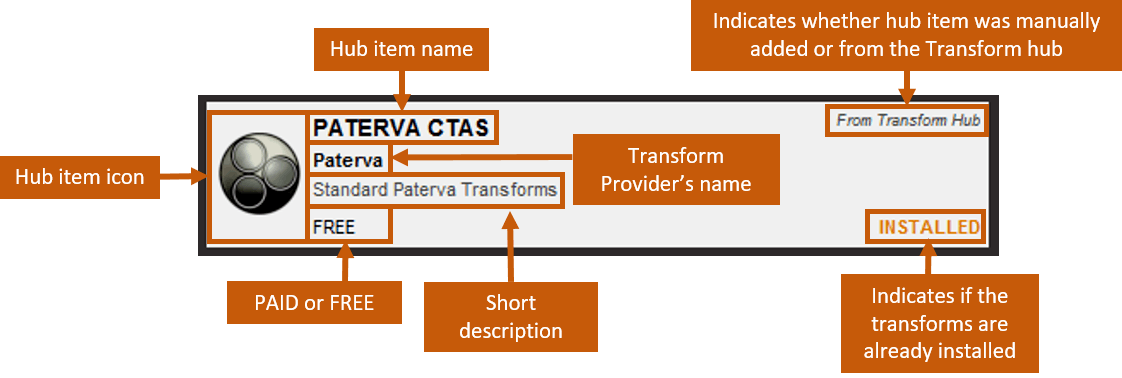 Indicates whether hub item was manually
added or from the Transform hub
Hub item name
PATERVA CTAS
From Transform Hub
Paterva
Transform
Provider’s name
Hub item icon
Standard Paterva Transforms
FREE
INSTALLED
PAID or FREE
Short
description
Indicates if the
transforms are
already installed